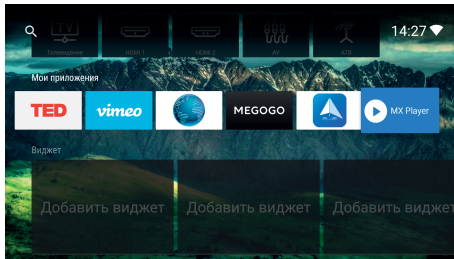 14:27
Телевидение HDMI 1 HDMI 2 AV ATB
Мои приложения
TED vimeo MEGOGO MX Player
Виджет
Добавить виджет Добавить виджет Добавить виджет